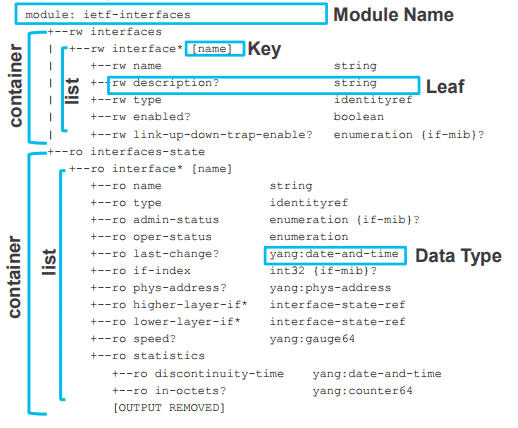 module: ietf-interfaces Module Name
+--rw interfaces
| +--rw interface* [name] Key
| +--rw name string
| +--rw description? string Leaf
| +--rw type identityref
| +--rw enabled? boolean
| +--rw link-up-down-trap-enable? enumeration {if-mib}?
container
list
+--ro interfaces-state
+--ro interface* [name]
+--ro name string
+--ro type identityref
+--ro admin-status enumeration {if-mib}?
+--ro oper-status enumeration
+--ro last-change? yang:date-and-time Data Type
+--ro if-index int32 {if-mib}?
+--ro phys-address? yang:phys-address
+--ro higher-layer-if* interface-state-ref
+--ro lower-layer-if* interface-state-ref
+--ro speed? yang:gauge64
+--ro statistics
+--ro discontinuity-time yang:date-and-time
+--ro in-octets? yang:counter64
[OUTPUT REMOVED]
container
list